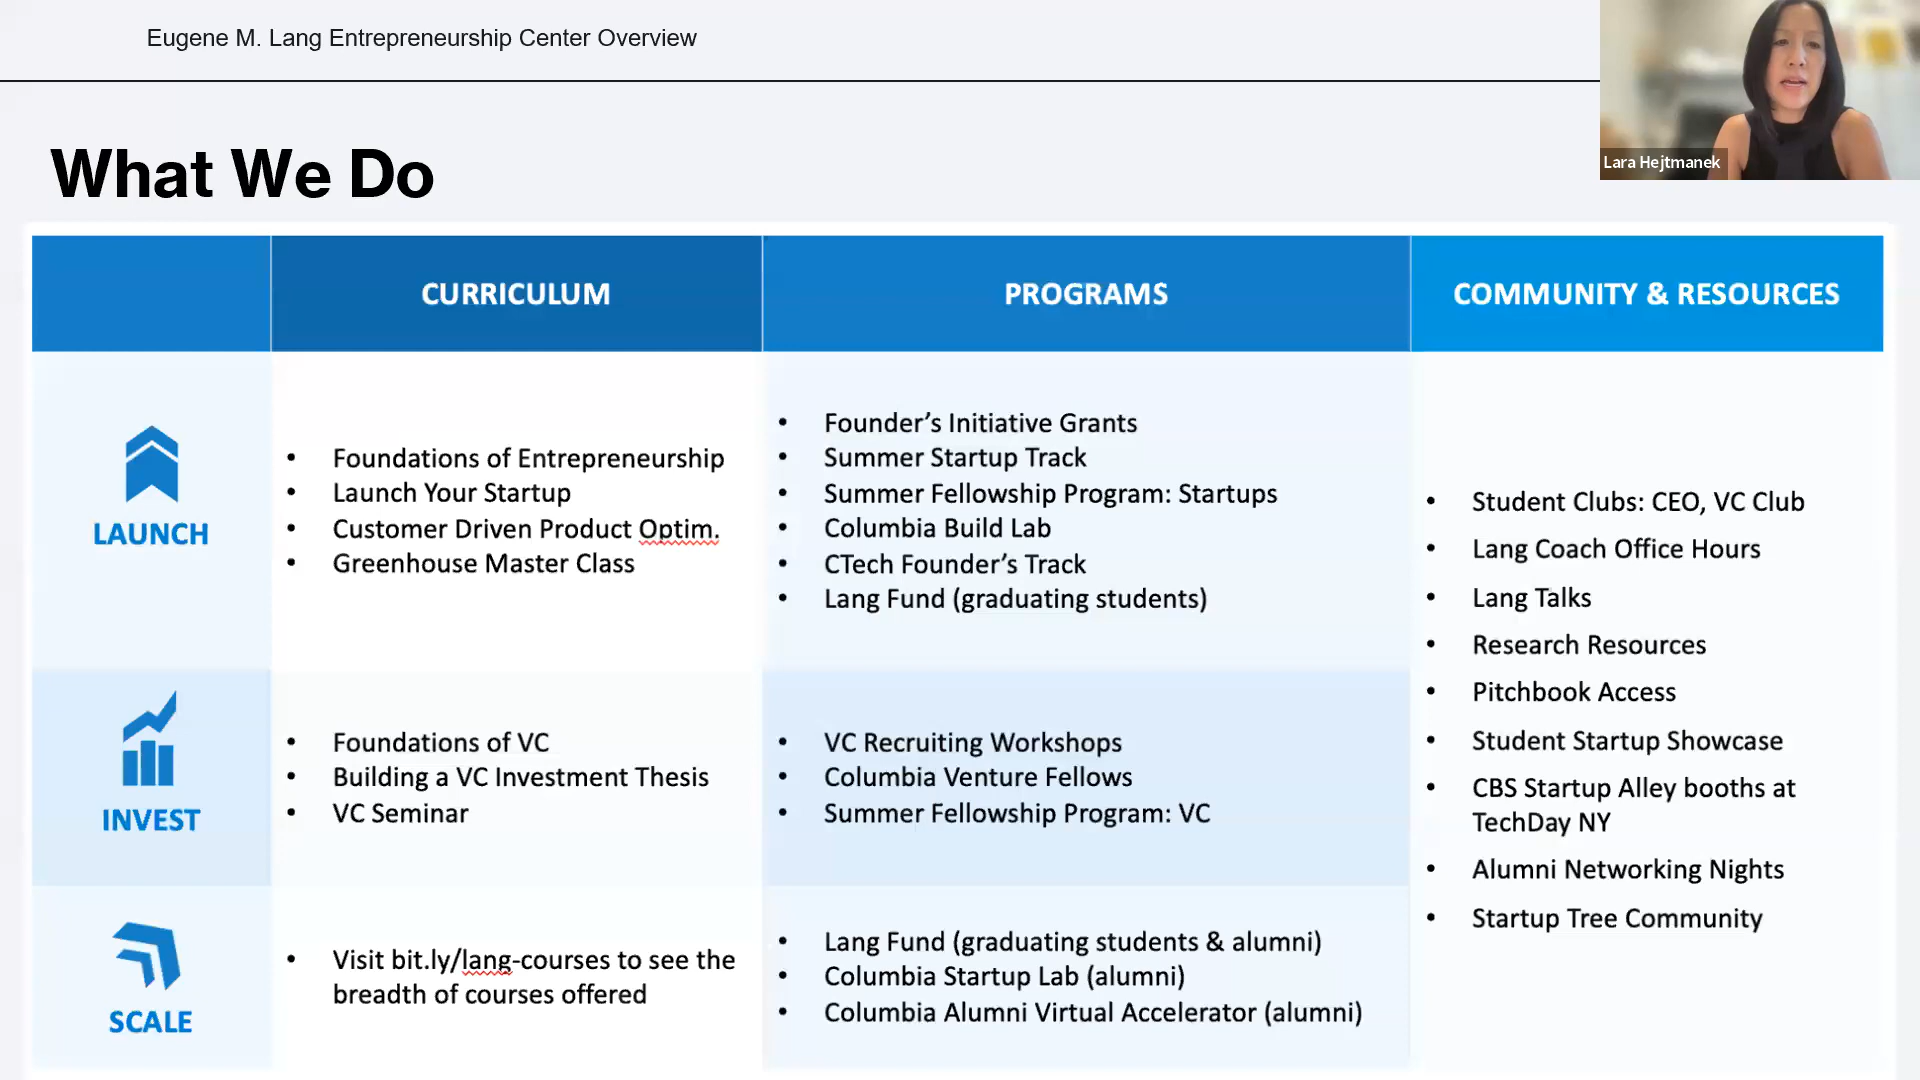 Eugene M. Lang Entrepreneurship Center Overview
Lara Hejtmanek
What We Do
CURRICULUM
PROGRAMS
COMMUNITY & RESOURCES
LAUNCH
• Foundations of Entrepreneurship
• Launch Your Startup
• Customer Driven Product Optim.
• Greenhouse Master Class
• Founder’s Initiative Grants
• Summer Startup Track
• Summer Fellowship Program: Startups
• Columbia Build Lab
• CTech Founder’s Track
• Lang Fund (graduating students)
INVEST
• Foundations of VC
• Building a VC Investment Thesis
• VC Seminar
• VC Recruiting Workshops
• Columbia Venture Fellows
• Summer Fellowship Program: VC
SCALE
• Visit bit.ly/lang-courses to see the
breadth of courses offered
• Lang Fund (graduating students & alumni)
• Columbia Startup Lab (alumni)
• Columbia Alumni Virtual Accelerator (alumni)
• Student Clubs: CEO, VC Club
• Lang Coach Office Hours
• Lang Talks
• Research Resources
• Pitchbook Access
• Student Startup Showcase
• CBS Startup Alley booths at
TechDay NY
• Alumni Networking Nights
• Startup Tree Community